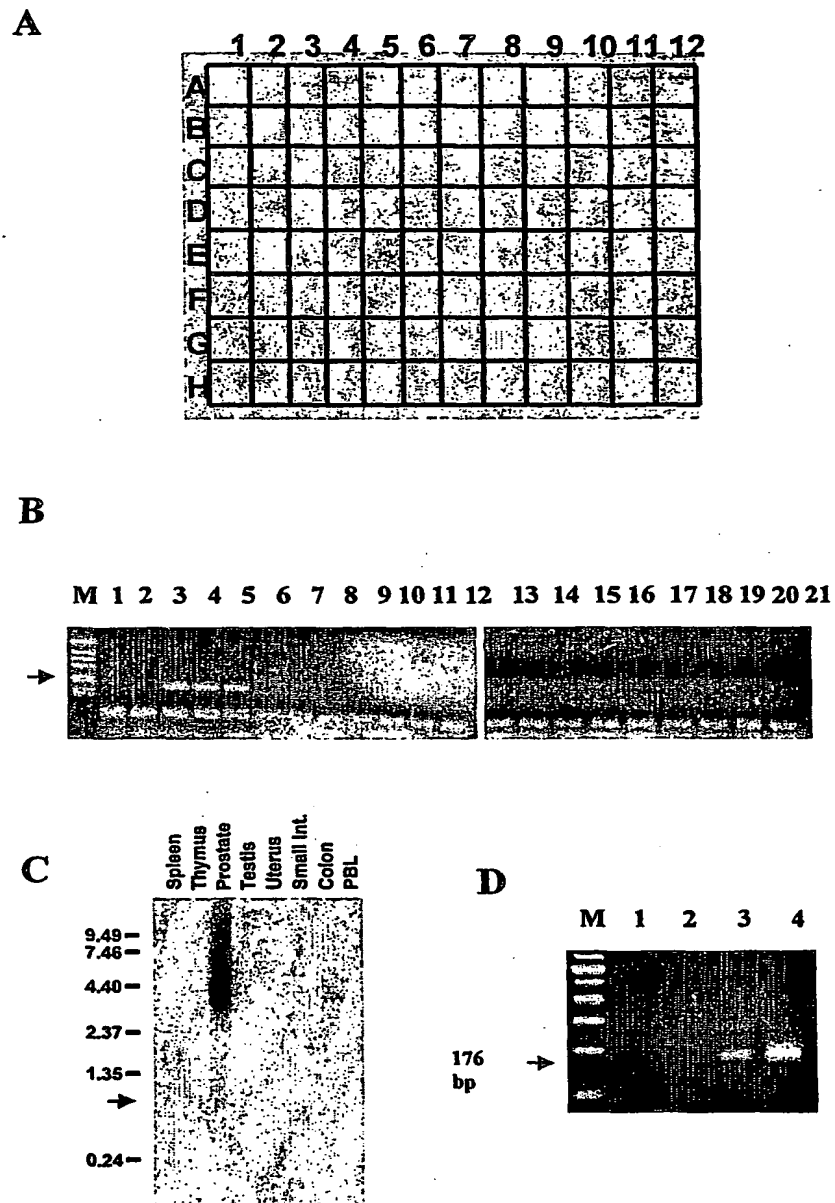 A
1 2 3 4 5 6 7 8 9 10 11 12
A
B
C
D
E
F
G
H
B
M 1 2 3 4 5 6 7 8 9 10 11 12 13 14 15 16 17 18 19 20 21
C
Spleen
Thymus
Prostate
Testis
Uterus
Small Int.
Colon
PBL
9.49
7.46
4.40
2.37
1.35
0.24
D
M 1 2 3 4
176
bp